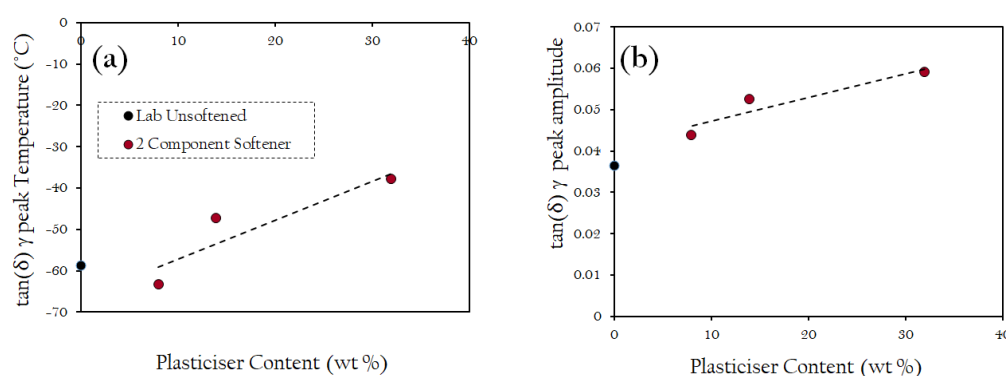 (a)
tan(δ) γ peak Temperature (˚C)
0
-10
-20
-30
-40
-50
-60
-70
0 10 20 30 40
Lab Unsoftened
2 Component Softener
Plasticiser Content (wt %)
(b)
tan(δ) γ peak amplitude
0.07
0.06
0.05
0.04
0.03
0.02
0.01
0
0 10 20 30 40
Plasticiser Content (wt %)